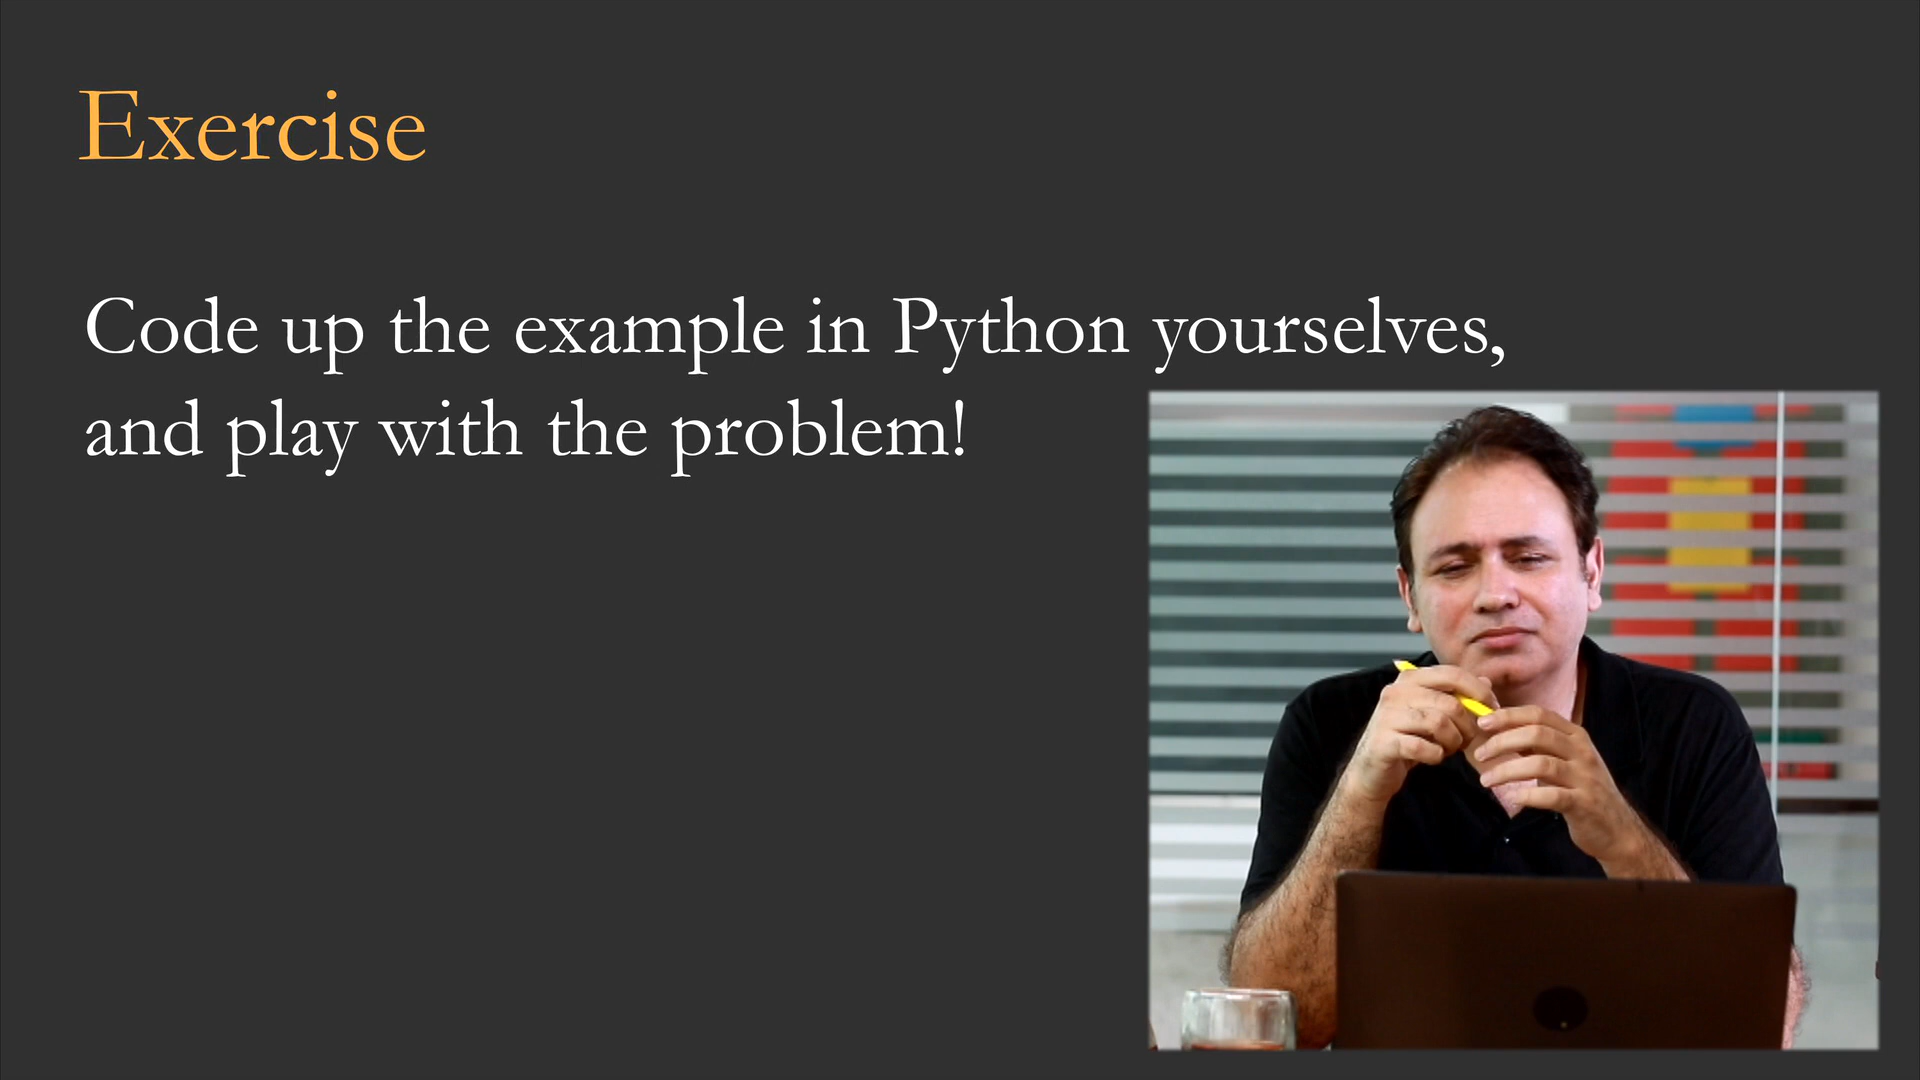 Exercise
Code up the example in Python yourselves,
and play with the problem!